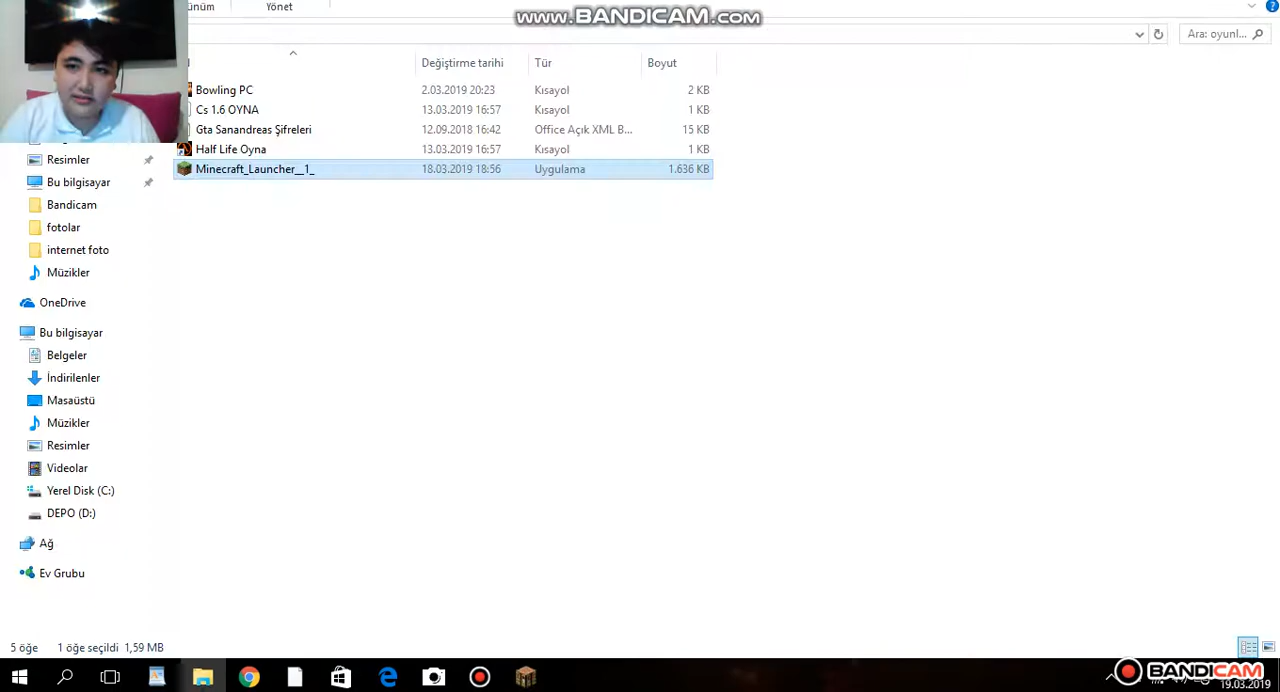 ünüm
Yönet
www.BANDICAM.com
Ara: oyunl...
Değiştirme tarihi
Tür
Boyut
Bowling PC
2.03.2019 20:23
Kısayol
2 KB
Cs 1.6 OYNA
13.03.2019 16:57
Kısayol
1 KB
Gta Sanandreas Şifreleri
12.09.2018 16:42
Office Açık XML B...
15 KB
Half Life Oyna
13.03.2019 16:57
Kısayol
1 KB
Minecraft_Launcher__1_
18.03.2019 18:56
Uygulama
1.636 KB
Resimler
Bu bilgisayar
Bandicam
fotolar
internet foto
Müzikler
OneDrive
Bu bilgisayar
Belgeler
İndirilenler
Masaüstü
Müzikler
Resimler
Videolar
Yerel Disk (C:)
DEPO (D:)
Ağ
Ev Grubu
5 öğe
1 öğe seçildi 1,59 MB
BANDICAM
19.03.2019